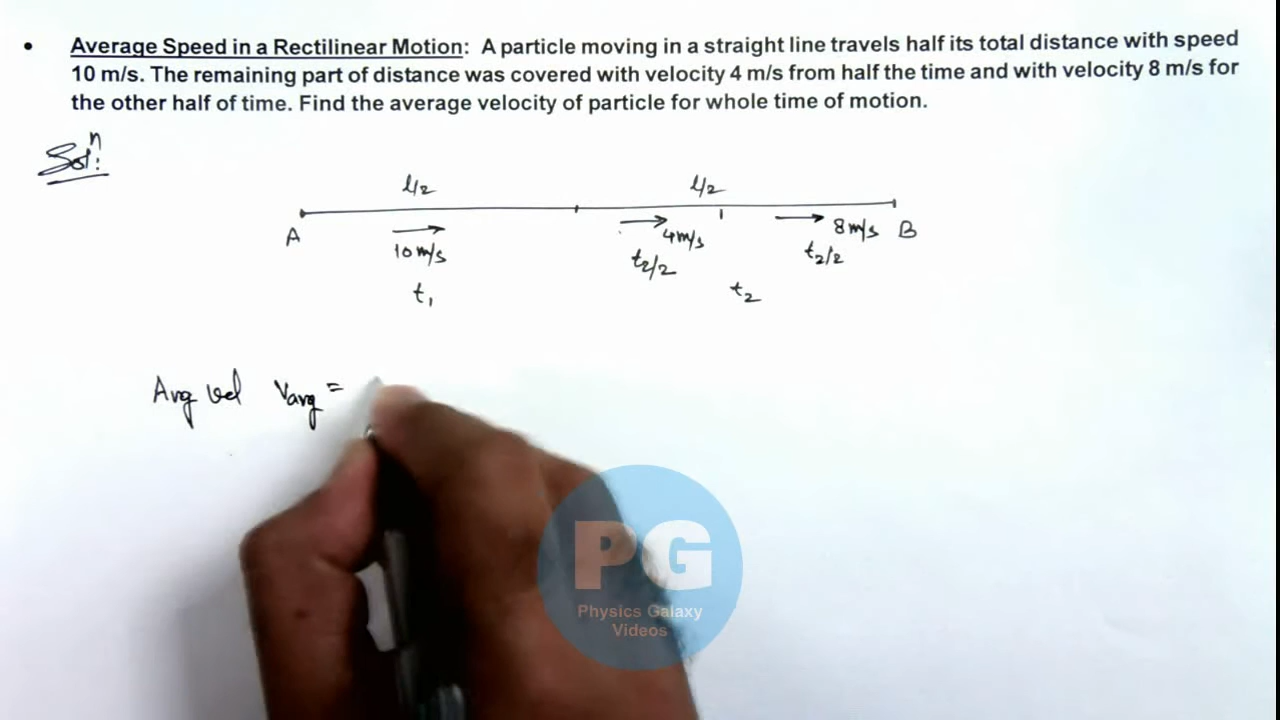 • Average Speed in a Rectilinear Motion: A particle moving in a straight line travels half its total distance with speed
10 m/s. The remaining part of distance was covered with velocity 4 m/s from half the time and with velocity 8 m/s for
the other half of time. Find the average velocity of particle for whole time of motion.
Solⁿ:
l/2 l/2
A 10 m/s 4 m/s 8 m/s B
t₁ t₂/2 t₂ t₂/2
Avg vel Vavg =
PG
Physics Galaxy
Videos